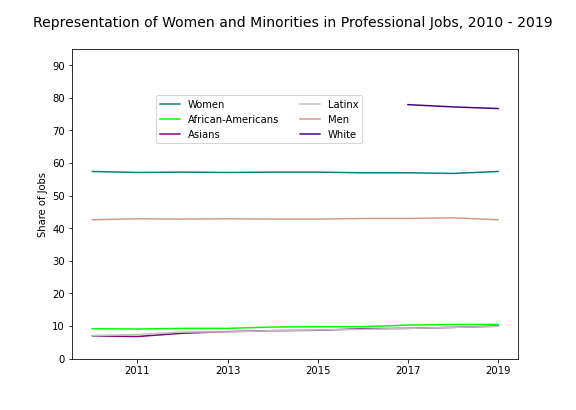 Representation of Women and Minorities in Professional Jobs, 2010 - 2019
90
80
70
60
50
40
30
20
10
0
Share of Jobs
Women
African-Americans
Asians
Latinx
Men
White
2011
2013
2015
2017
2019